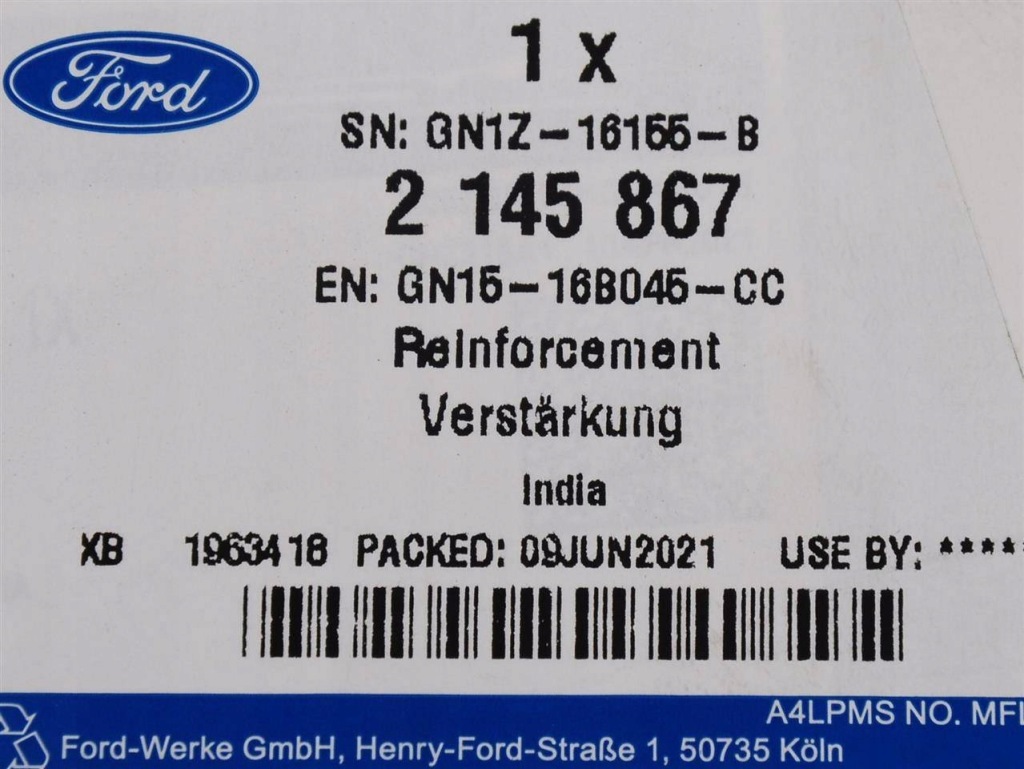 Ford
1 x
SN: GN1Z-16155-B
2 145 867
EN: GN15-16B045-CC
Reinforcement
Verstärkung
India
XB 1963418 PACKED: 09JUN2021 USE BY: *****
A4LPMS NO. MFI
Ford-Werke GmbH, Henry-Ford-Straße 1, 50735 Köln